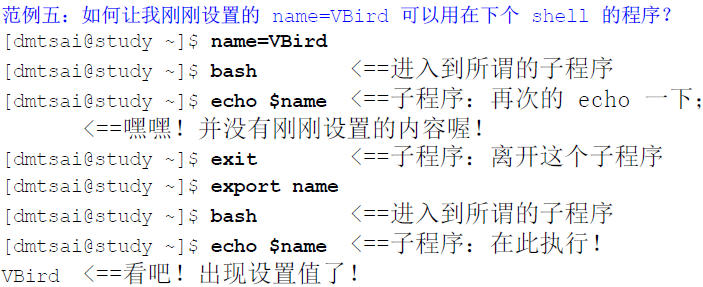 范例五：如何让我刚刚设置的 name=VBird 可以用在下个 shell 的程序？
[dmtsai@study ~]$ name=VBird
[dmtsai@study ~]$ bash <==进入到所谓的子程序
[dmtsai@study ~]$ echo $name <==子程序：再次的 echo 一下；
<==嘿嘿！并没有刚刚设置的内容喔！
[dmtsai@study ~]$ exit <==子程序：离开这个子程序
[dmtsai@study ~]$ export name
[dmtsai@study ~]$ bash <==进入到所谓的子程序
[dmtsai@study ~]$ echo $name <==子程序：在此执行！
VBird <==看吧！出现设置值了！